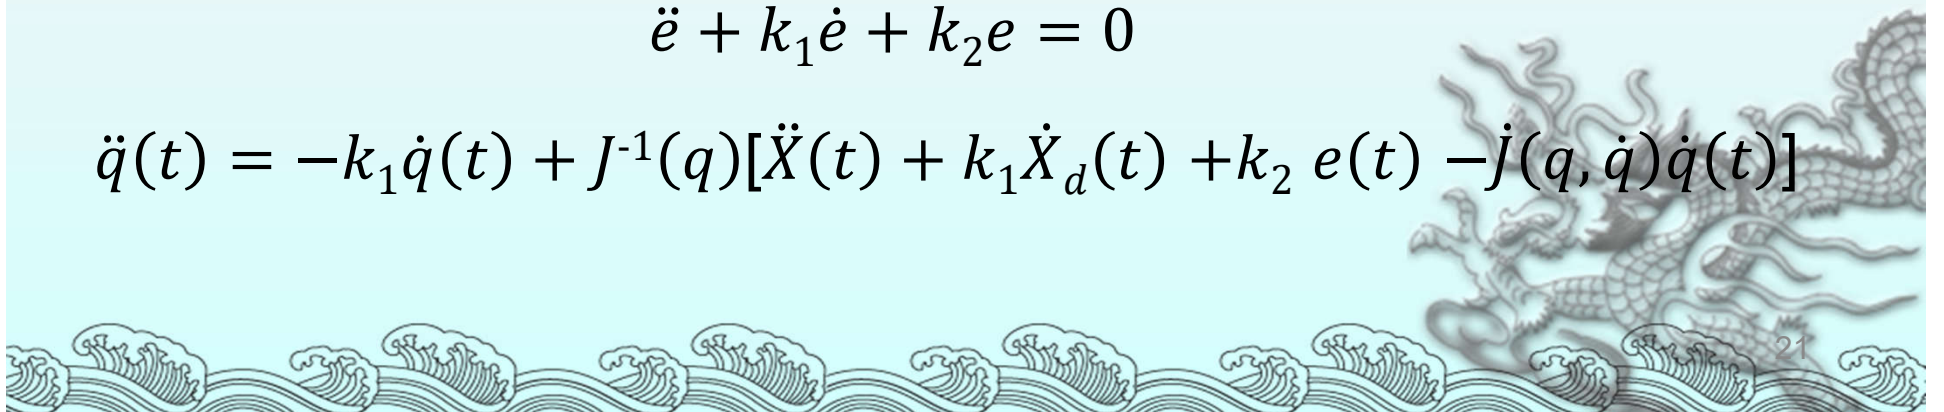 ë + k₁ė + k₂e = 0
q̈(t) = −k₁q̇(t) + J⁻¹(q)[Ẍ(t) + k₁Ẋ_d(t) +k₂ e(t) −J̇(q, q̇)q̇(t)]
21